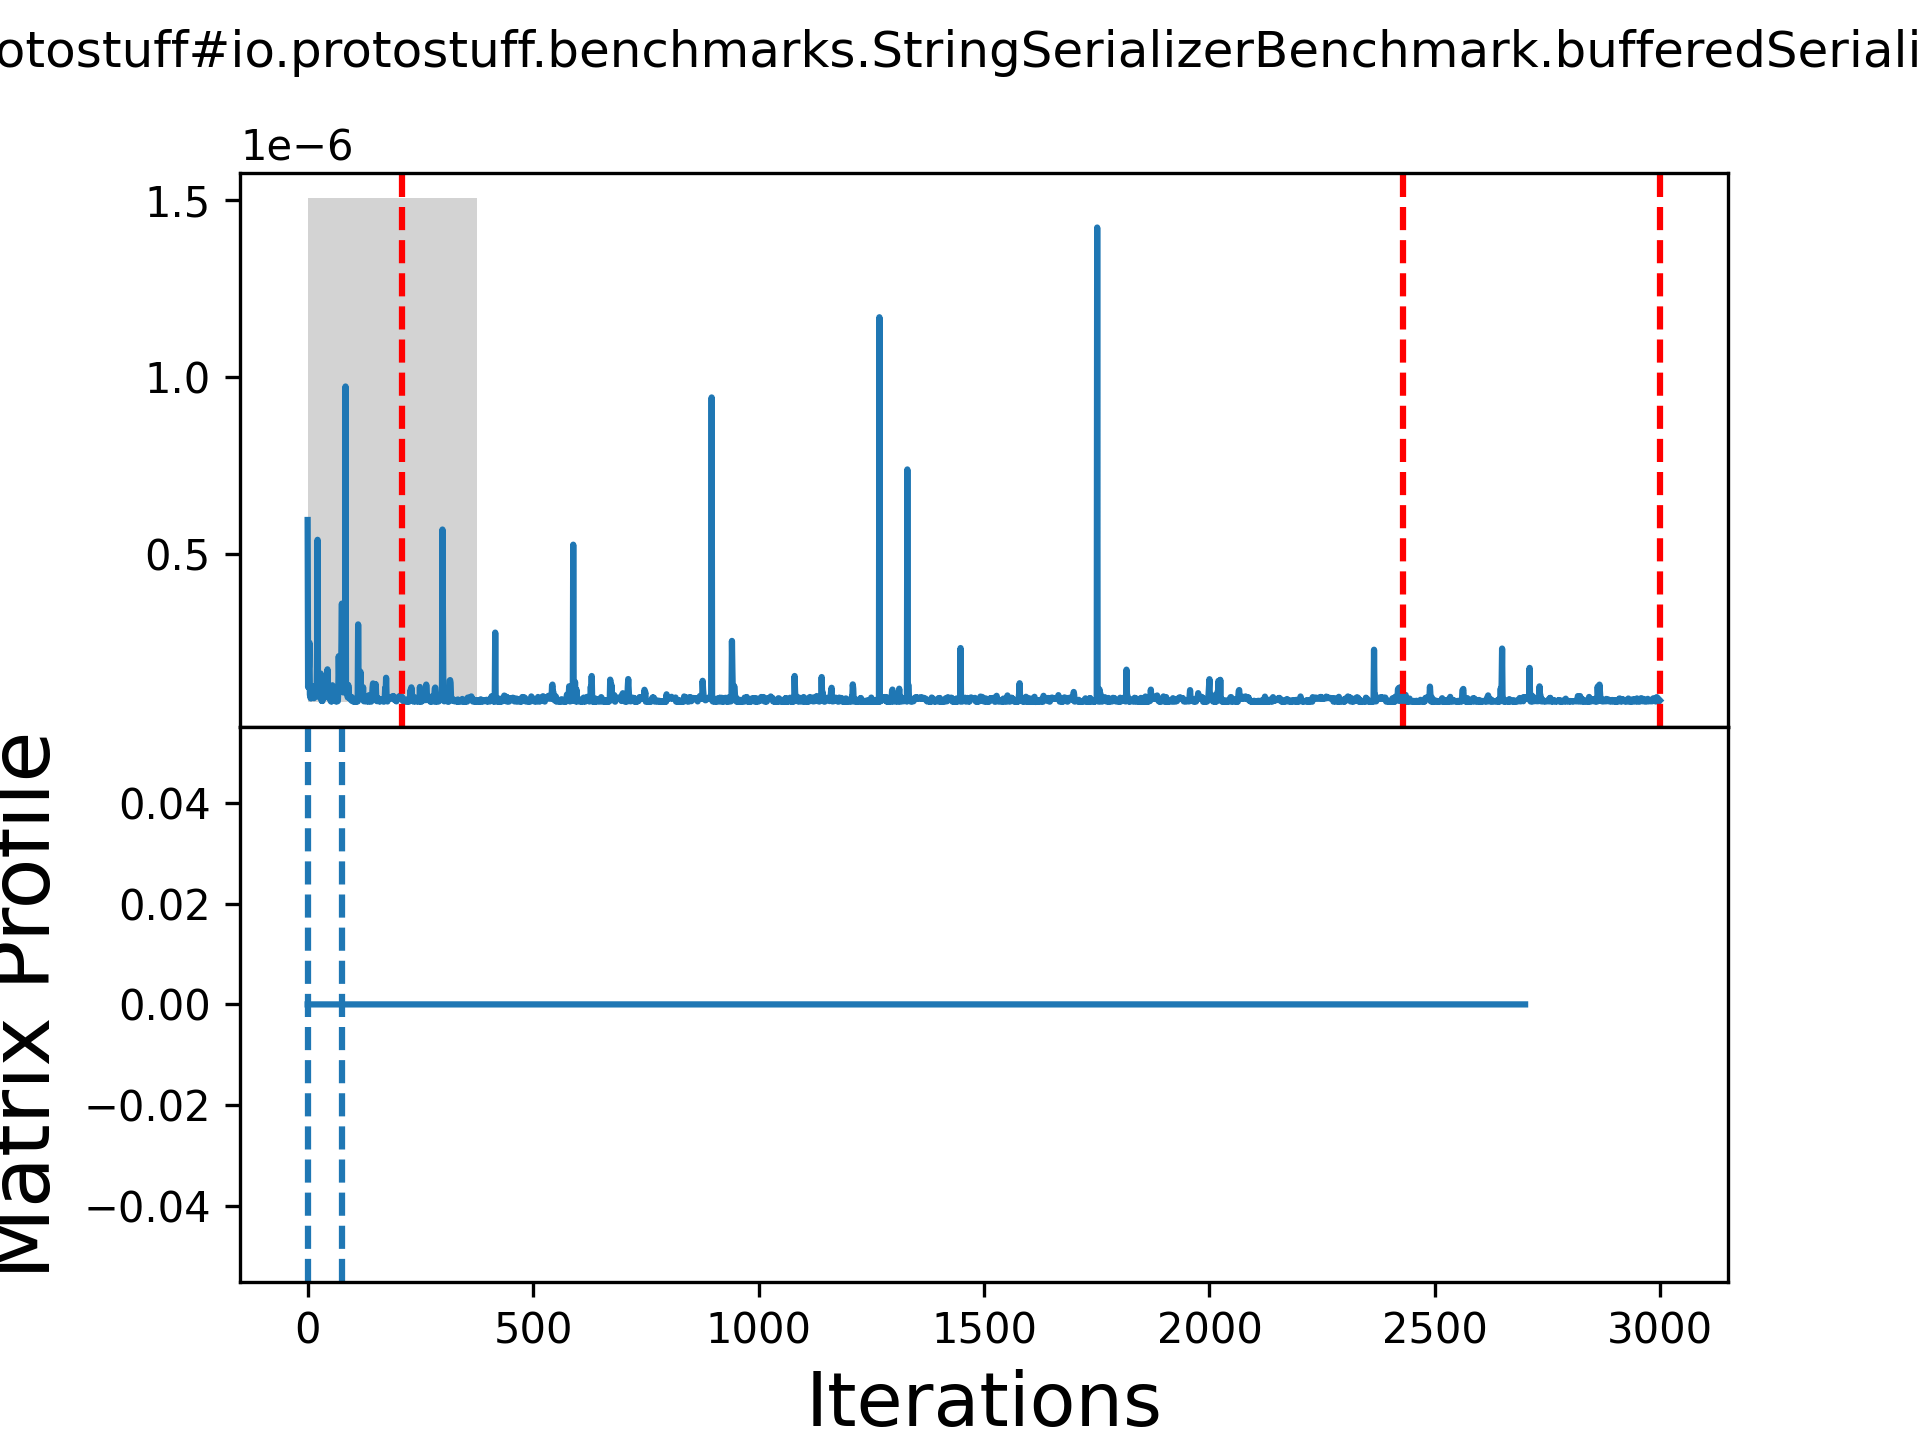 otostuff#io.protostuff.benchmarks.StringSerializerBenchmark.bufferedSeriali
1e−6
1.5
1.0
0.5
Matrix Profile
0.04
0.02
0.00
−0.02
−0.04
0 500 1000 1500 2000 2500 3000
Iterations